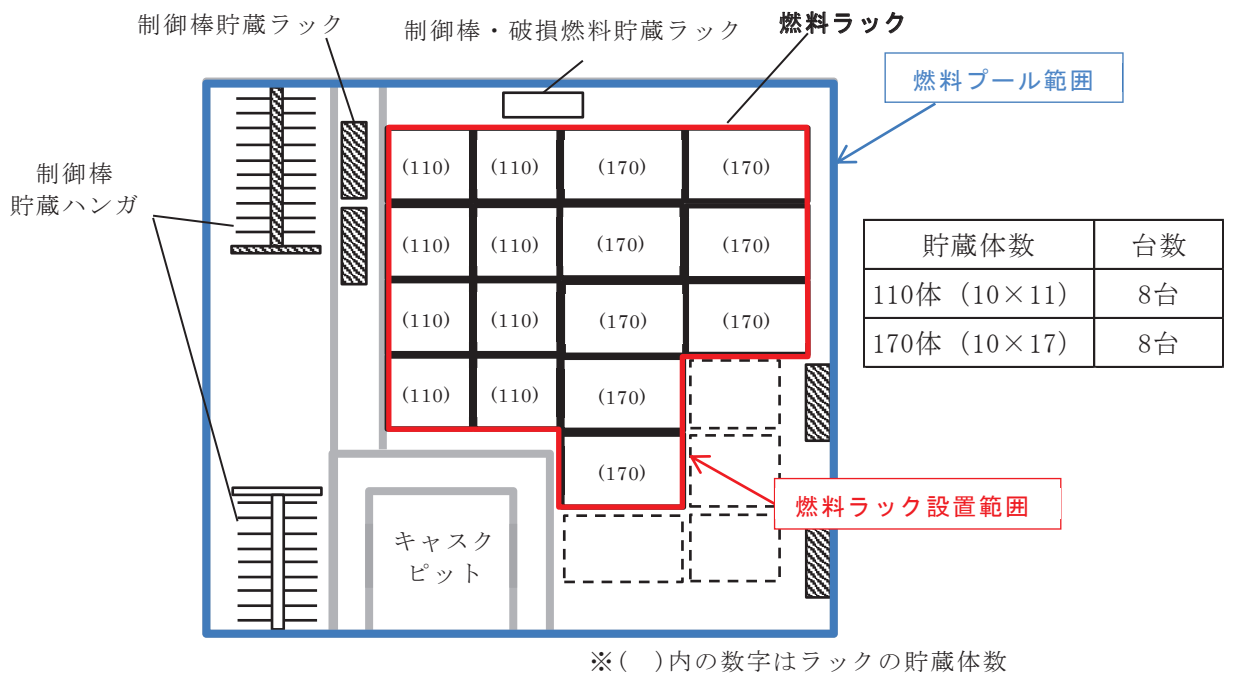 制御棒貯蔵ラック
制御棒・破損燃料貯蔵ラック
燃料ラック
燃料プール範囲
制御棒
貯蔵ハンガ
(110) (110) (170) (170)
(110) (110) (170) (170)
(110) (110) (170) (170)
(110) (110) (170)
(170)
貯蔵体数 台数
110体（10×11） 8台
170体（10×17） 8台
燃料ラック設置範囲
キャスク
ピット
※(　)内の数字はラックの貯蔵体数